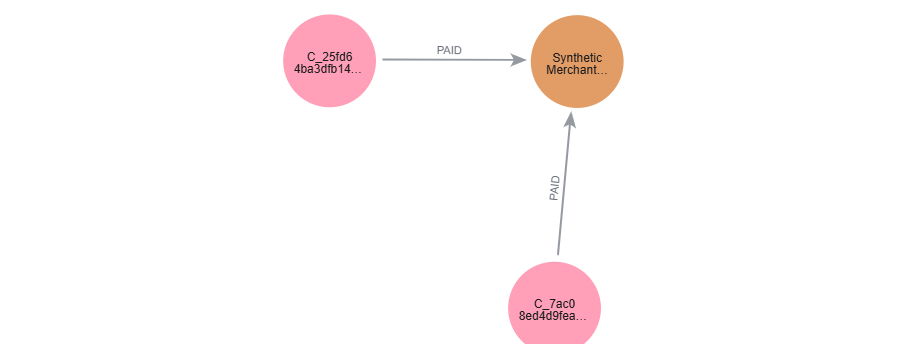 C_25fd6
4ba3dfb14…
PAID
Synthetic
Merchant…
PAID
C_7ac0
8ed4d9fea…